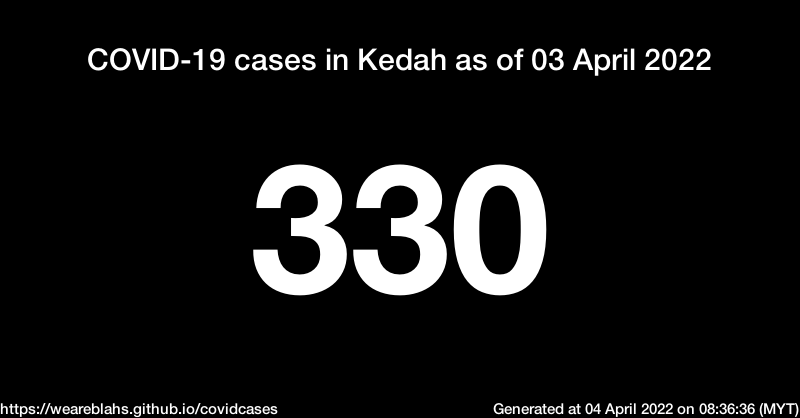 COVID-19 cases in Kedah as of 03 April 2022
330
https://weareblahs.github.io/covidcases
Generated at 04 April 2022 on 08:36:36 (MYT)